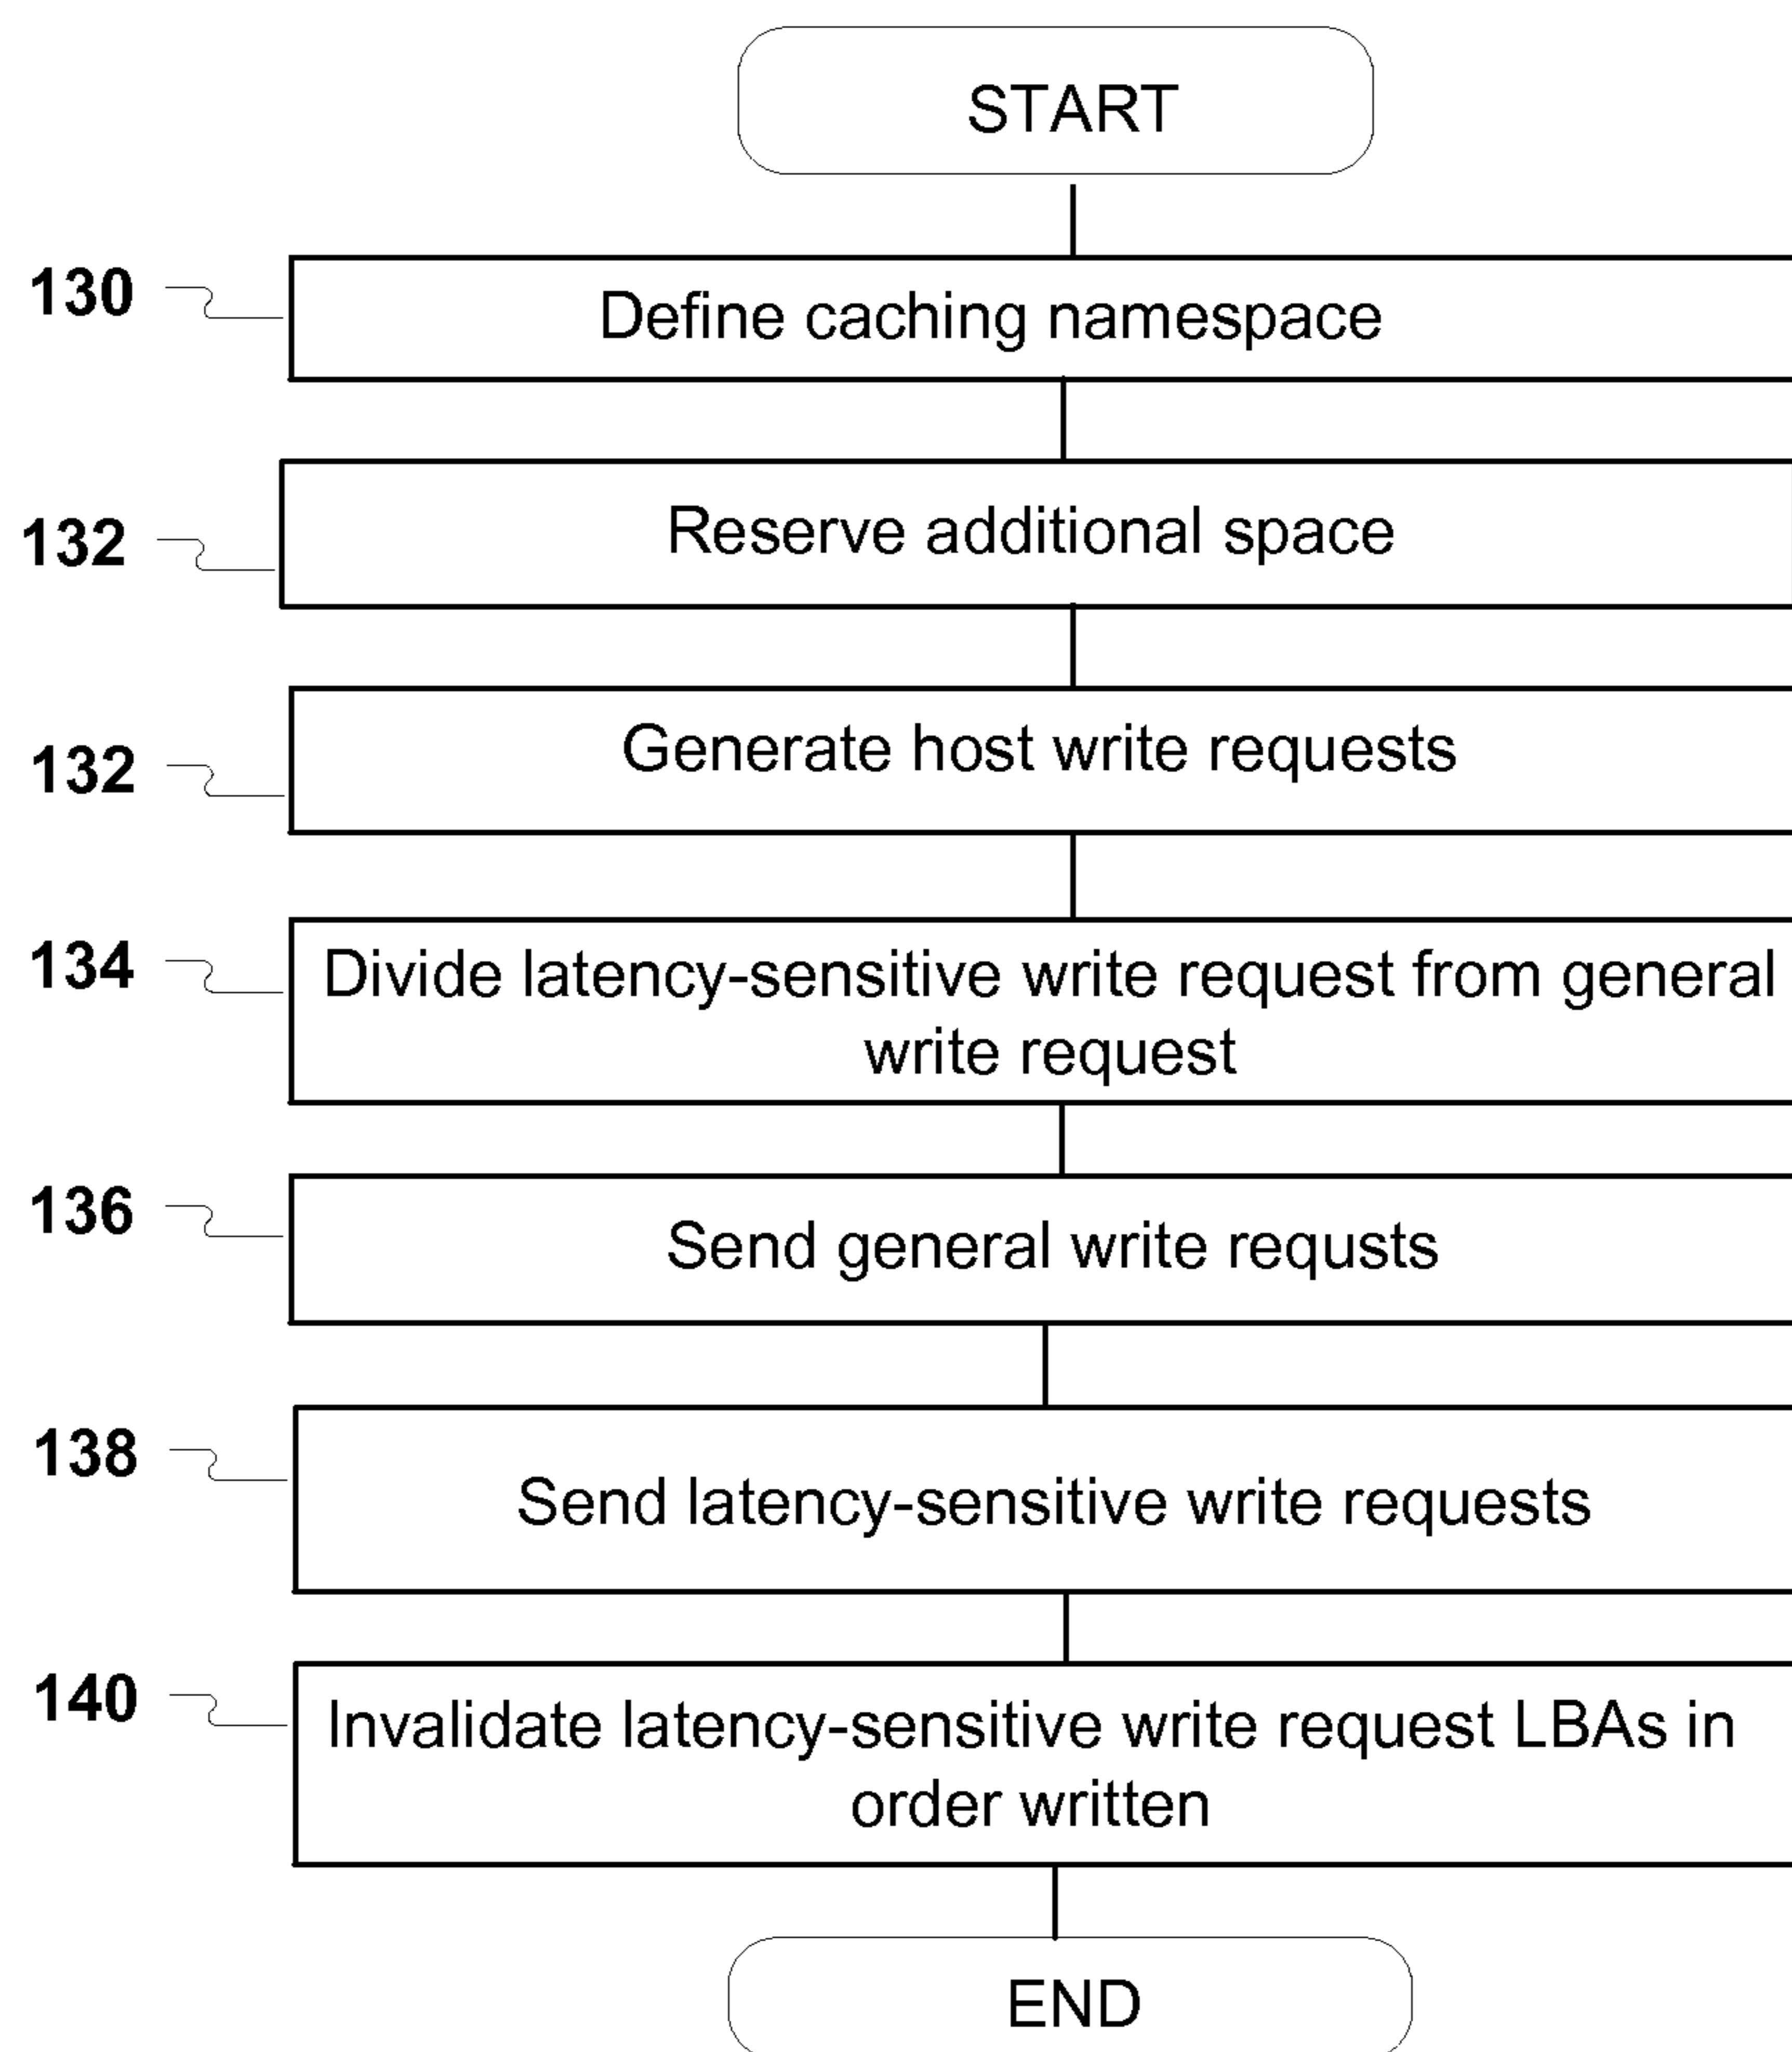 START
130
Define caching namespace
132
Reserve additional space
132
Generate host write requests
134
Divide latency-sensitive write request from general
write request
136
Send general write requsts
138
Send latency-sensitive write requests
140
Invalidate latency-sensitive write request LBAs in
order written
END